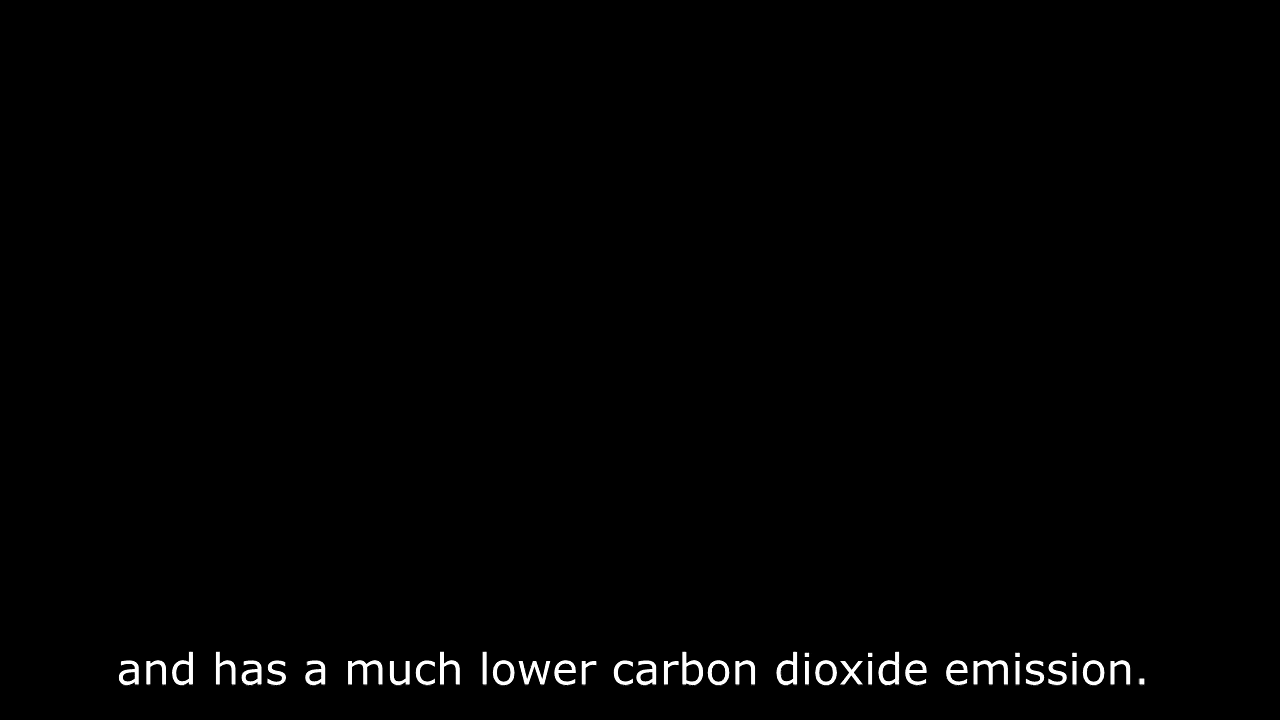 and has a much lower carbon dioxide emission.